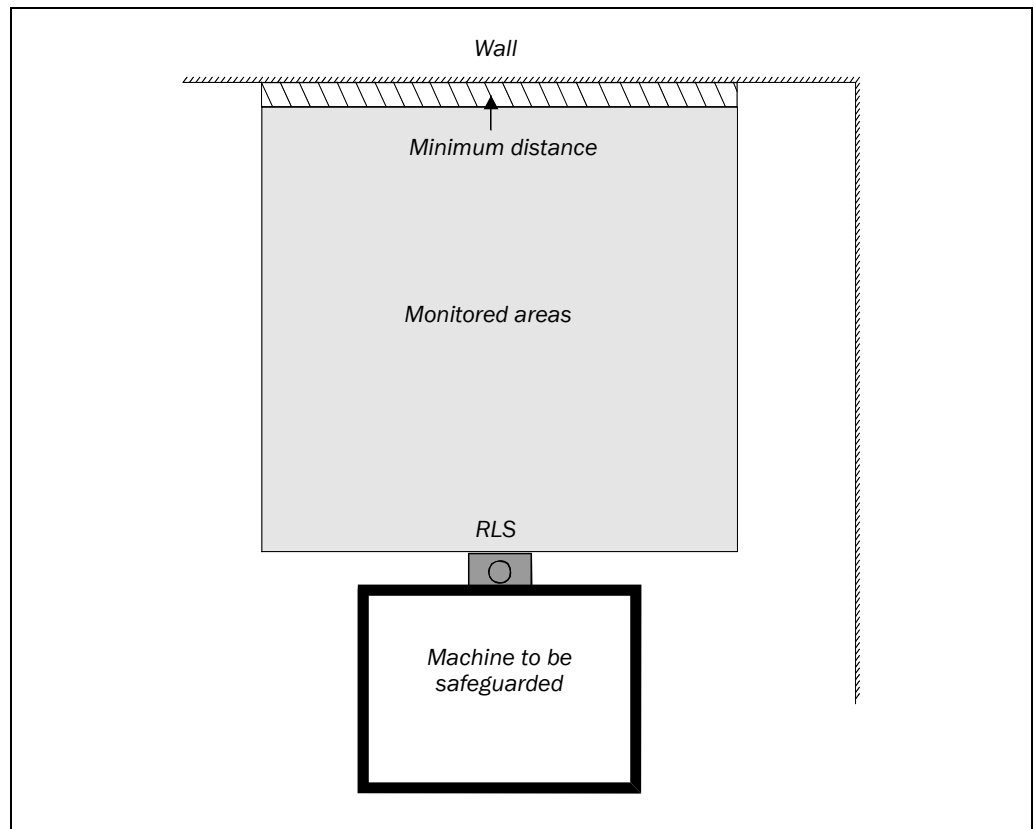 Wall
Minimum distance
Monitored areas
RLS
Machine to be
safeguarded